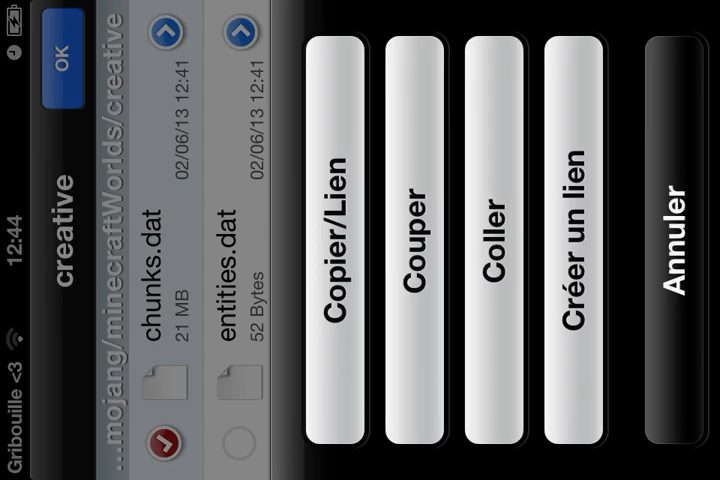 Gribouille <3 12:44
creative
OK
...mojang/minecraftWorlds/creative
chunks.dat
21 MB 02/06/13 12:41
entities.dat
52 Bytes 02/06/13 12:41
Copier/Lien
Couper
Coller
Créer un lien
Annuler